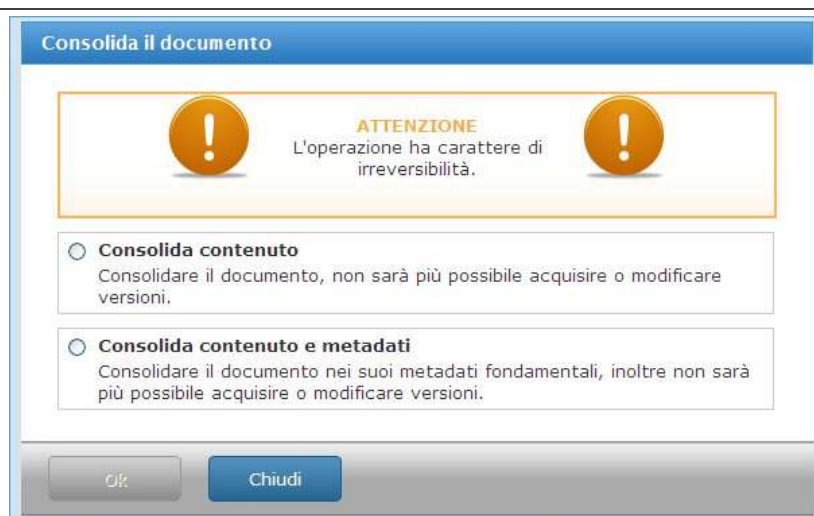 Consolida il documento
ATTENZIONE
L'operazione ha carattere di
irreversibilità.
Consolida contenuto
Consolidare il documento, non sarà più possibile acquisire o modificare
versioni.
Consolida contenuto e metadati
Consolidare il documento nei suoi metadati fondamentali, inoltre non sarà
più possibile acquisire o modificare versioni.
Ok
Chiudi